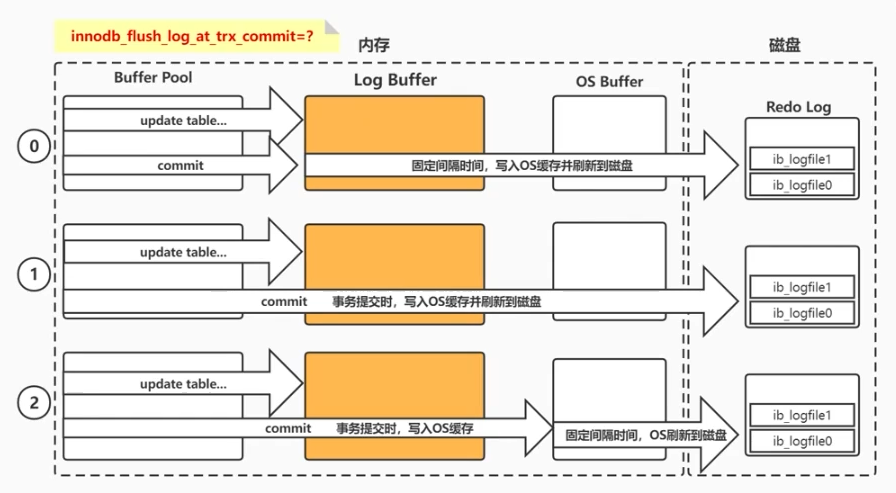 innodb_flush_log_at_trx_commit=?
内存
磁盘
Buffer Pool
Log Buffer
OS Buffer
Redo Log
0
update table...
commit
固定间隔时间，写入OS缓存并刷新到磁盘
ib_logfile1
ib_logfile0
1
update table...
commit 事务提交时，写入OS缓存并刷新到磁盘
ib_logfile1
ib_logfile0
2
update table...
commit 事务提交时，写入OS缓存
固定间隔时间，OS刷新到磁盘
ib_logfile1
ib_logfile0